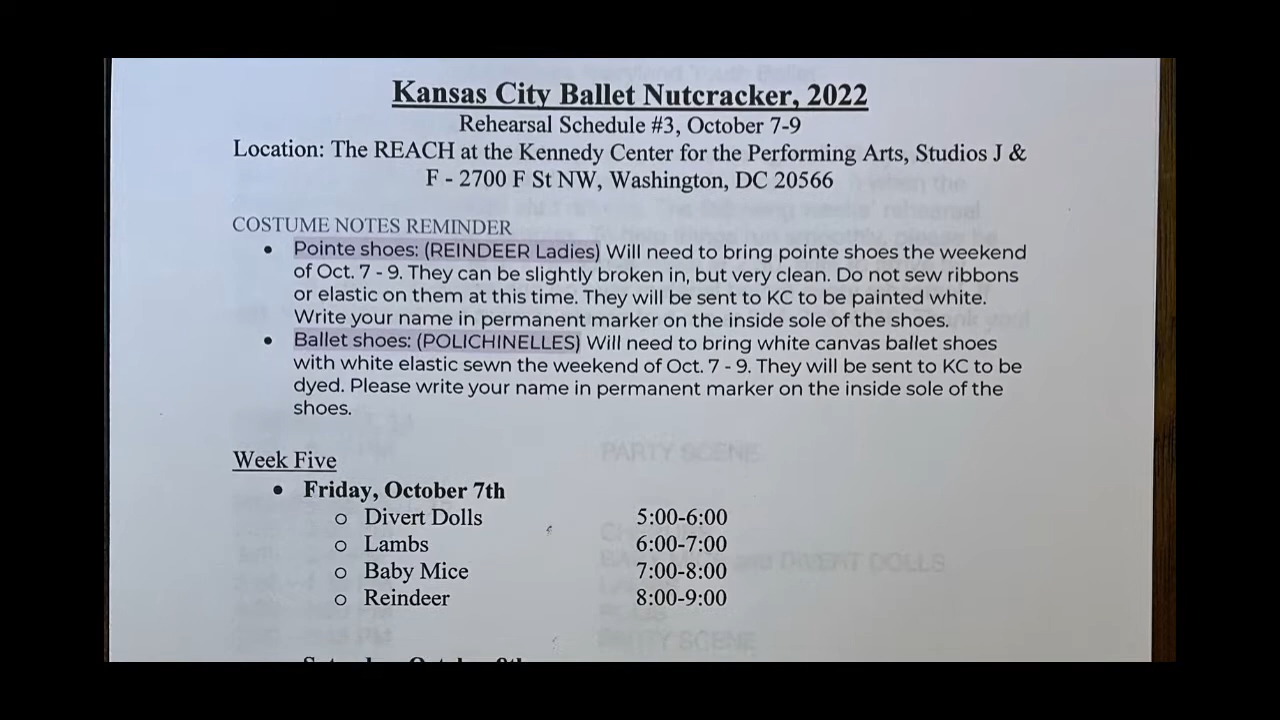 Kansas City Ballet Nutcracker, 2022
Rehearsal Schedule #3, October 7-9
Location: The REACH at the Kennedy Center for the Performing Arts, Studios J &
F - 2700 F St NW, Washington, DC 20566
COSTUME NOTES REMINDER
• Pointe shoes: (REINDEER Ladies) Will need to bring pointe shoes the weekend
of Oct. 7 - 9. They can be slightly broken in, but very clean. Do not sew ribbons
or elastic on them at this time. They will be sent to KC to be painted white.
Write your name in permanent marker on the inside sole of the shoes.
• Ballet shoes: (POLICHINELLES) Will need to bring white canvas ballet shoes
with white elastic sewn the weekend of Oct. 7 - 9. They will be sent to KC to be
dyed. Please write your name in permanent marker on the inside sole of the
shoes.
PARTY SCENE
Week Five
• Friday, October 7th
o Divert Dolls 5:00-6:00
o Lambs 6:00-7:00
and DIVERT DOLLS
o Baby Mice 7:00-8:00
o Reindeer 8:00-9:00
PARTY SCENE